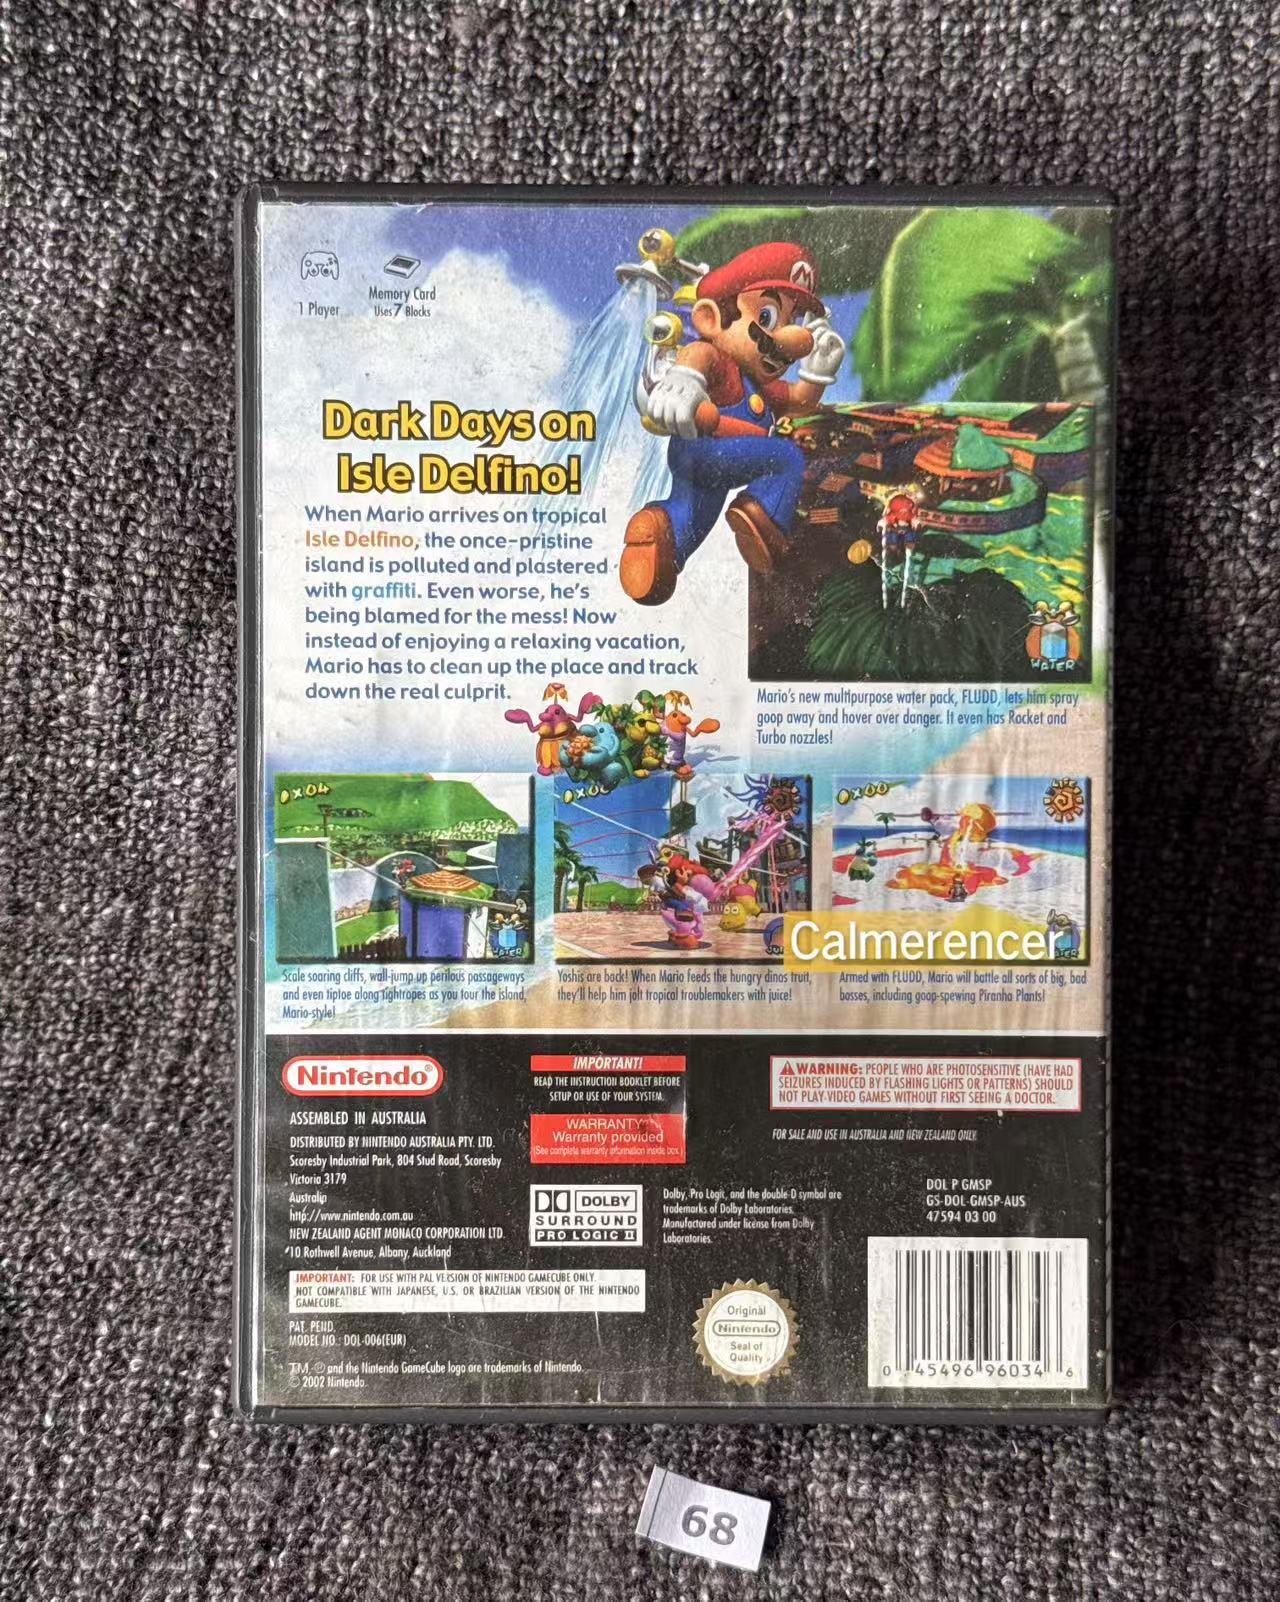 1 Player
Memory Card
Uses 7 Blocks
Dark Days on
Isle Delfino!
When Mario arrives on tropical
Isle Delfino, the once-pristine
island is polluted and plastered
with graffiti. Even worse, he's
being blamed for the mess! Now
instead of enjoying a relaxing vacation,
Mario has to clean up the place and track
down the real culprit.
WATER
Mario's new multipurpose water pack, FLUDD, lets him spray
goop away and hover over danger. It even has Rocket and
Turbo nozzles!
0x04
WATER
Scale soaring cliffs, wall-jump up perilous passageways
and even tiptoe along tightropes as you tour the island,
Mario-style!
Yoshis are back! When Mario feeds the hungry dinos fruit,
they'll help him jolt tropical troublemakers with juice!
0x00
LIFE
Calmerencer
Armed with FLUDD, Mario will battle all sorts of big, bad
bosses, including goop-spewing Piranha Plants!
Nintendo®
ASSEMBLED IN AUSTRALIA
DISTRIBUTED BY NINTENDO AUSTRALIA PTY. LTD.
Scoresby Industrial Park, 804 Stud Road, Scoresby
Victoria 3179
Australia
http://www.nintendo.com.au
NEW ZEALAND AGENT MONACO CORPORATION LTD.
10 Rothwell Avenue, Albany, Auckland
IMPORTANT!
READ THE INSTRUCTION BOOKLET BEFORE
SETUP OR USE OF YOUR SYSTEM.
WARRANTY
Warranty provided
(See complete warranty information inside box)
WARNING: PEOPLE WHO ARE PHOTOSENSITIVE (HAVE HAD
SEIZURES INDUCED BY FLASHING LIGHTS OR PATTERNS) SHOULD
NOT PLAY VIDEO GAMES WITHOUT FIRST SEEING A DOCTOR.
FOR SALE AND USE IN AUSTRALIA AND NEW ZEALAND ONLY.
DOLBY
SURROUND
PRO LOGIC II
Dolby, Pro Logic, and the double-D symbol are
trademarks of Dolby Laboratories.
Manufactured under license from Dolby
Laboratories.
DOL P GMSP
GS-DOL-GMSP-AUS
47594 03 00
IMPORTANT: FOR USE WITH PAL VERSION OF NINTENDO GAMECUBE ONLY.
NOT COMPATIBLE WITH JAPANESE, U.S. OR BRAZILIAN VERSION OF THE NINTENDO
GAMECUBE.
PAT. PEND.
MODEL NO.: DOL-006(EUR)
TM, ® and the Nintendo GameCube logo are trademarks of Nintendo.
© 2002 Nintendo.
Original
Nintendo
Seal of
Quality
0 45496 96034 6
68